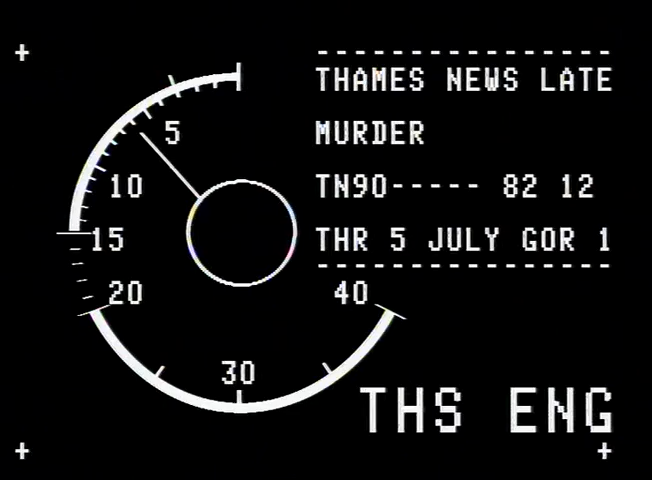 ----------------
THAMES NEWS LATE
MURDER
TN90----- 82 12
THR 5 JULY GOR 1
----------------
5
10
15
20
30
40
THS ENG